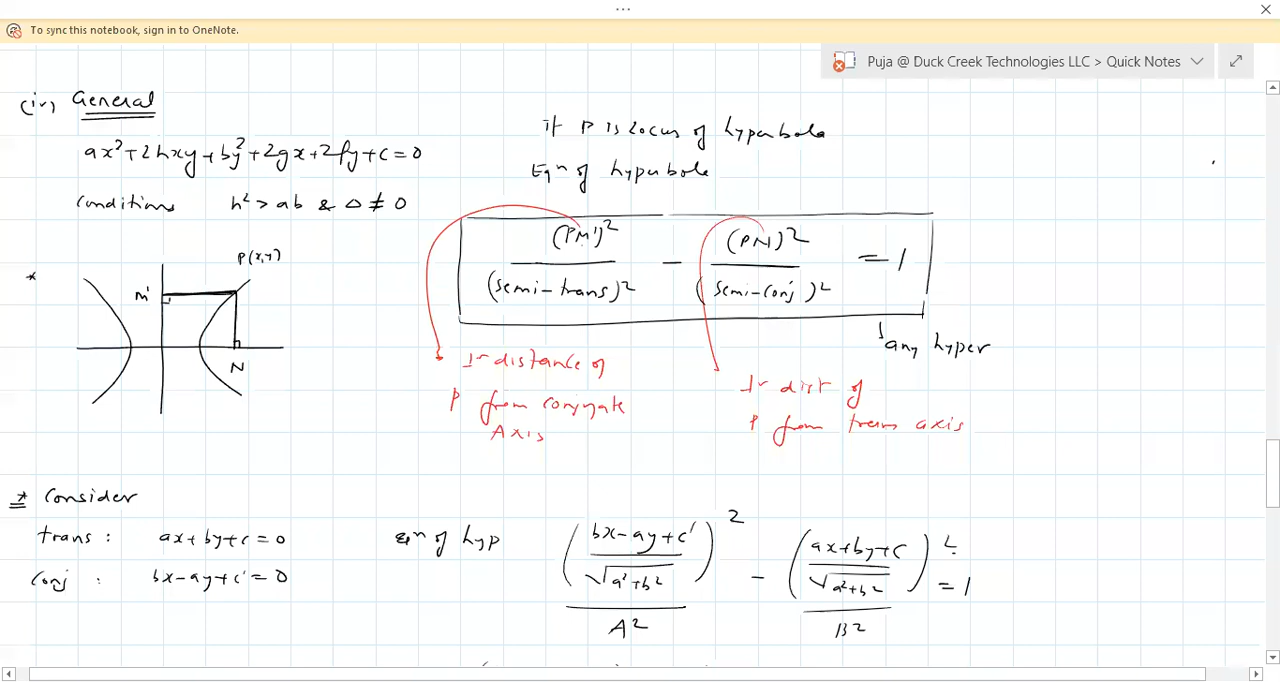 To sync this notebook, sign in to OneNote.
Puja @ Duck Creek Technologies LLC > Quick Notes
(iv) General
ax²+2hxy+by²+2gx+2fy+c=0
conditions h²>ab & Δ≠0
If P is locus of hyperbola
Eqⁿ of hyperbola
(PM')²/(semi-trans)² - (PN)²/(semi-conj)² = 1
any hyper
* P(x,y)
M'
N
⊥r distance of
P from conjugate
Axis
⊥r dist of
P from trans axis
* Consider
trans : ax+by+c=0
conj : bx-ay+c'=0
eqn of hyp ((bx-ay+c')/√(a²+b²))²/A² - ((ax+by+c)/√(a²+b²))²/B² = 1